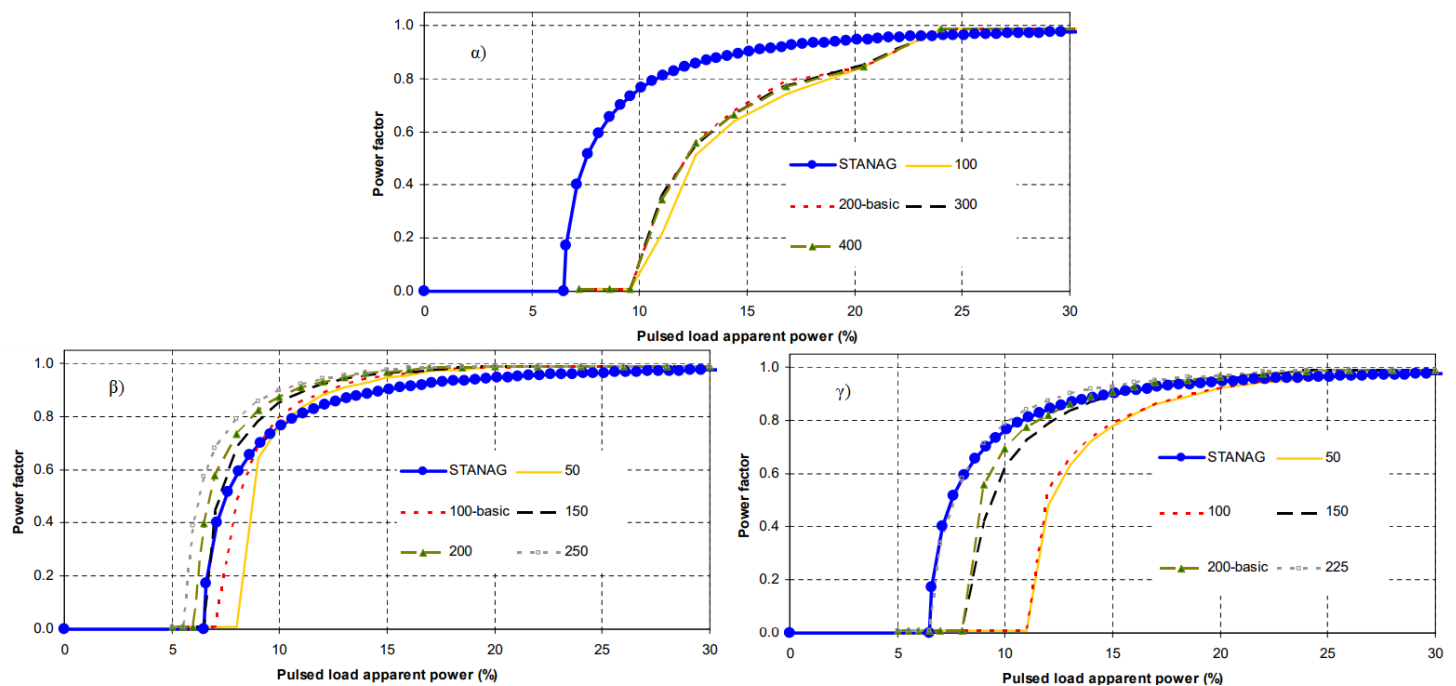 α)
Power factor
1.0
0.8
0.6
0.4
0.2
0.0
STANAG 100
200-basic 300
400
0 5 10 15 20 25 30
Pulsed load apparent power (%)
β)
Power factor
1.0
0.8
0.6
0.4
0.2
0.0
STANAG 50
100-basic 150
200 250
0 5 10 15 20 25 30
Pulsed load apparent power (%)
γ)
Power factor
1.0
0.8
0.6
0.4
0.2
0.0
STANAG 50
100 150
200-basic 225
0 5 10 15 20 25 30
Pulsed load apparent power (%)